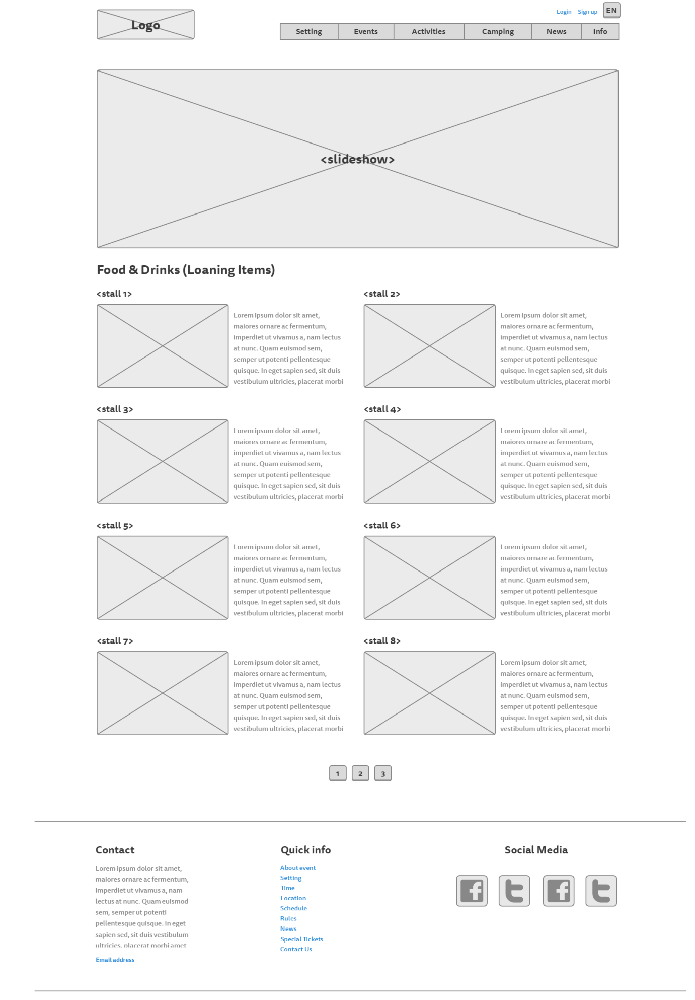 Logo
Login Sign up EN
Setting Events Activities Camping News Info
<slideshow>
Food & Drinks (Loaning Items)
<stall 1>
Lorem ipsum dolor sit amet,
maiores ornare ac fermentum,
imperdiet ut vivamus a, nam lectus
at nunc. Quam euismod sem,
semper ut potenti pellentesque
quisque. In eget sapien sed, sit duis
vestibulum ultricies, placerat morbi
<stall 2>
Lorem ipsum dolor sit amet,
maiores ornare ac fermentum,
imperdiet ut vivamus a, nam lectus
at nunc. Quam euismod sem,
semper ut potenti pellentesque
quisque. In eget sapien sed, sit duis
vestibulum ultricies, placerat morbi
<stall 3>
Lorem ipsum dolor sit amet,
maiores ornare ac fermentum,
imperdiet ut vivamus a, nam lectus
at nunc. Quam euismod sem,
semper ut potenti pellentesque
quisque. In eget sapien sed, sit duis
vestibulum ultricies, placerat morbi
<stall 4>
Lorem ipsum dolor sit amet,
maiores ornare ac fermentum,
imperdiet ut vivamus a, nam lectus
at nunc. Quam euismod sem,
semper ut potenti pellentesque
quisque. In eget sapien sed, sit duis
vestibulum ultricies, placerat morbi
<stall 5>
Lorem ipsum dolor sit amet,
maiores ornare ac fermentum,
imperdiet ut vivamus a, nam lectus
at nunc. Quam euismod sem,
semper ut potenti pellentesque
quisque. In eget sapien sed, sit duis
vestibulum ultricies, placerat morbi
<stall 6>
Lorem ipsum dolor sit amet,
maiores ornare ac fermentum,
imperdiet ut vivamus a, nam lectus
at nunc. Quam euismod sem,
semper ut potenti pellentesque
quisque. In eget sapien sed, sit duis
vestibulum ultricies, placerat morbi
<stall 7>
Lorem ipsum dolor sit amet,
maiores ornare ac fermentum,
imperdiet ut vivamus a, nam lectus
at nunc. Quam euismod sem,
semper ut potenti pellentesque
quisque. In eget sapien sed, sit duis
vestibulum ultricies, placerat morbi
<stall 8>
Lorem ipsum dolor sit amet,
maiores ornare ac fermentum,
imperdiet ut vivamus a, nam lectus
at nunc. Quam euismod sem,
semper ut potenti pellentesque
quisque. In eget sapien sed, sit duis
vestibulum ultricies, placerat morbi
1 2 3
Contact
Lorem ipsum dolor sit amet,
maiores ornare ac fermentum,
imperdiet ut vivamus a, nam
lectus at nunc. Quam euismod
sem, semper ut potenti
pellentesque quisque. In eget
sapien sed, sit duis vestibulum
ultricies, placerat morbi amet
Email address
Quick info
About event
Setting
Time
Location
Schedule
Rules
News
Special Tickets
Contact Us
Social Media